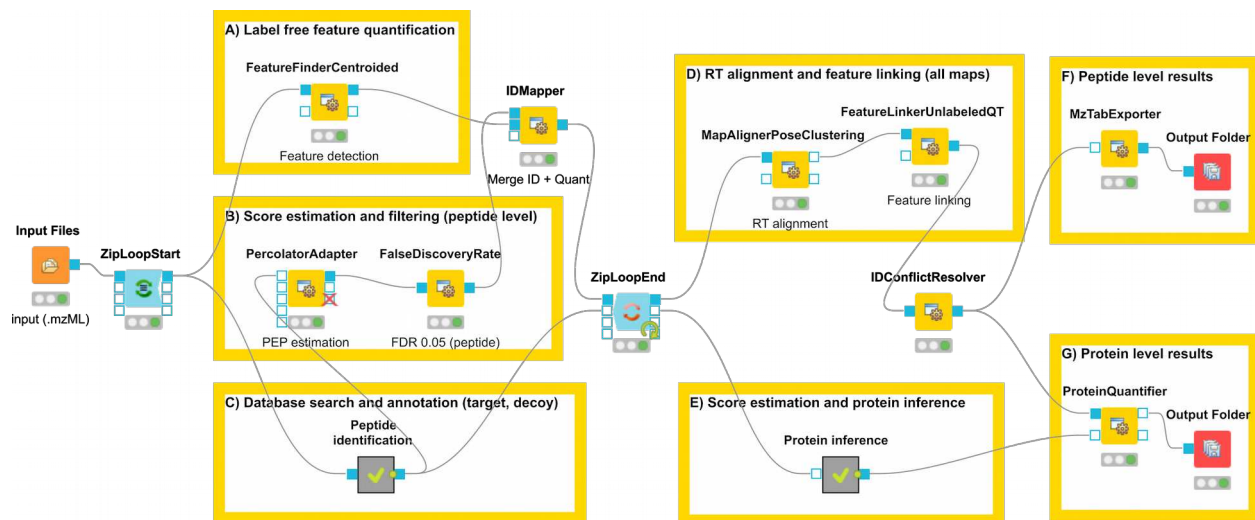 A) Label free feature quantification
FeatureFinderCentroided
Feature detection
IDMapper
Merge ID + Quant
B) Score estimation and filtering (peptide level)
PercolatorAdapter
FalseDiscoveryRate
PEP estimation
FDR 0.05 (peptide)
Input Files
input (.mzML)
ZipLoopStart
C) Database search and annotation (target, decoy)
Peptide
identification
ZipLoopEnd
D) RT alignment and feature linking (all maps)
FeatureLinkerUnlabeledQT
MapAlignerPoseClustering
Feature linking
RT alignment
IDConflictResolver
E) Score estimation and protein inference
Protein inference
F) Peptide level results
MzTabExporter
Output Folder
G) Protein level results
ProteinQuantifier
Output Folder